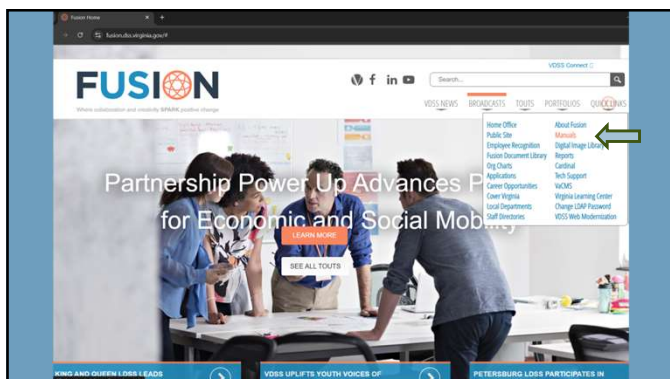 Fusion Home
fusion.dss.virginia.gov/#
VDSS Connect
FUSION
Where collaboration and creativity SPARK positive change
Search...
VDSS NEWS BROADCASTS TOUTS PORTFOLIOS QUICK LINKS
Home Office
Public Site
Employee Recognition
Fusion Document Library
Org Charts
Applications
Career Opportunities
Cover Virginia
Local Departments
Staff Directories
About Fusion
Manuals
Digital Image Library
Reports
Cardinal
Tech Support
VaCMS
Virginia Learning Center
Change LDAP Password
VDSS Web Modernization
Partnership Power Up Advances P
for Economic and Social Mobility
LEARN MORE
SEE ALL TOUTS
KING AND QUEEN LDSS LEADS
VDSS UPLIFTS YOUTH VOICES OF
PETERSBURG LDSS PARTICIPATES IN